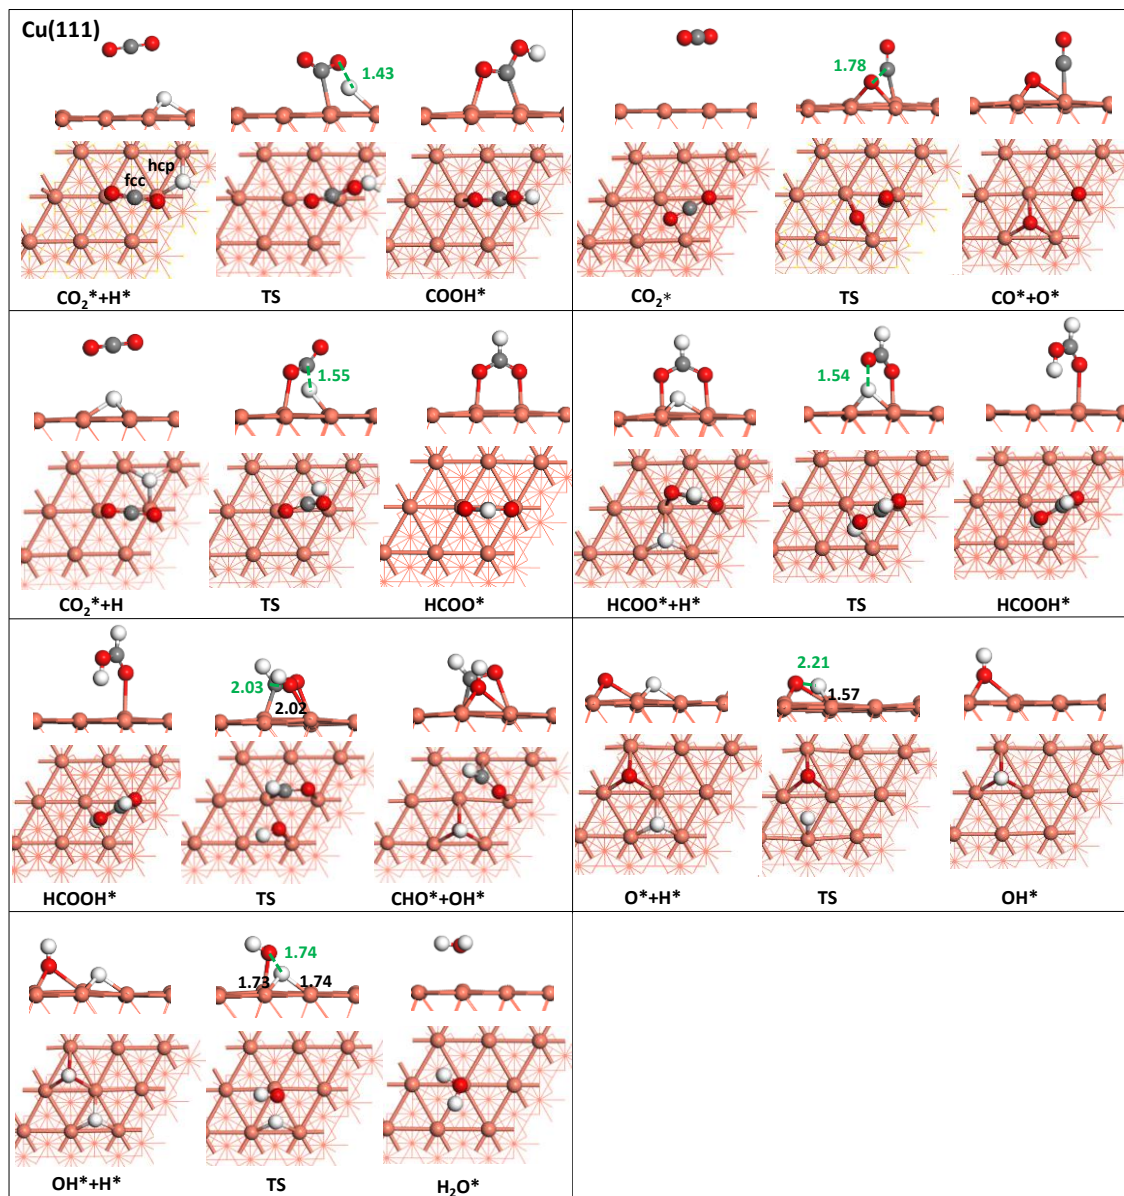 Cu(111)
1.43
hcp
fcc
CO₂*+H*
TS
COOH*
1.78
CO₂*
TS
CO*+O*
1.55
CO₂*+H
TS
HCOO*
1.54
HCOO*+H*
TS
HCOOH*
2.03
2.02
HCOOH*
TS
CHO*+OH*
2.21
1.57
O*+H*
TS
OH*
1.74
1.73
1.74
OH*+H*
TS
H₂O*